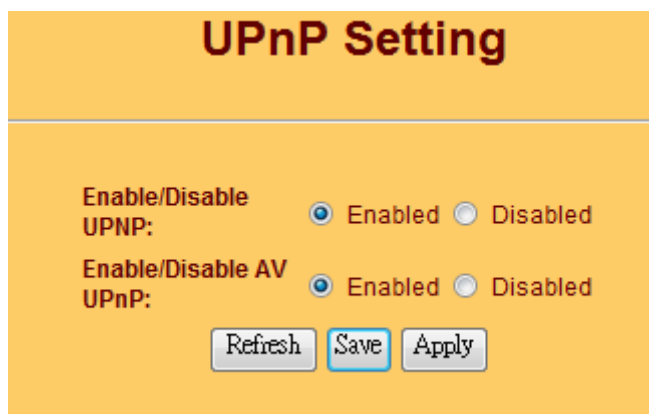 UPnP Setting
Enable/Disable
UPNP:
Enabled Disabled
Enable/Disable AV
UPnP:
Enabled Disabled
Refresh Save Apply